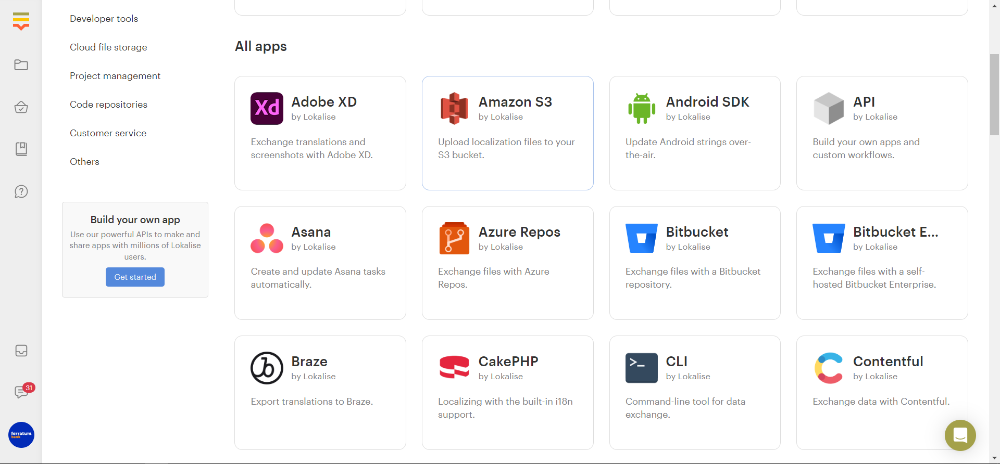 Developer tools
Cloud file storage
Project management
Code repositories
Customer service
Others
Build your own app
Use our powerful APIs to make and
share apps with millions of Lokalise
users.
Get started
31
ferratum
bank
All apps
Xd
Adobe XD
by Lokalise
Exchange translations and
screenshots with Adobe XD.
Amazon S3
by Lokalise
Upload localization files to your
S3 bucket.
Android SDK
by Lokalise
Update Android strings over-
the-air.
API
by Lokalise
Build your own apps and
custom workflows.
Asana
by Lokalise
Create and update Asana tasks
automatically.
Azure Repos
by Lokalise
Exchange files with Azure
Repos.
Bitbucket
by Lokalise
Exchange files with a Bitbucket
repository.
Bitbucket E...
by Lokalise
Exchange files with a self-
hosted Bitbucket Enterprise.
Braze
by Lokalise
Export translations to Braze.
CakePHP
by Lokalise
Localizing with the built-in i18n
support.
>_
CLI
by Lokalise
Command-line tool for data
exchange.
Contentful
by Lokalise
Exchange data with Contentful.